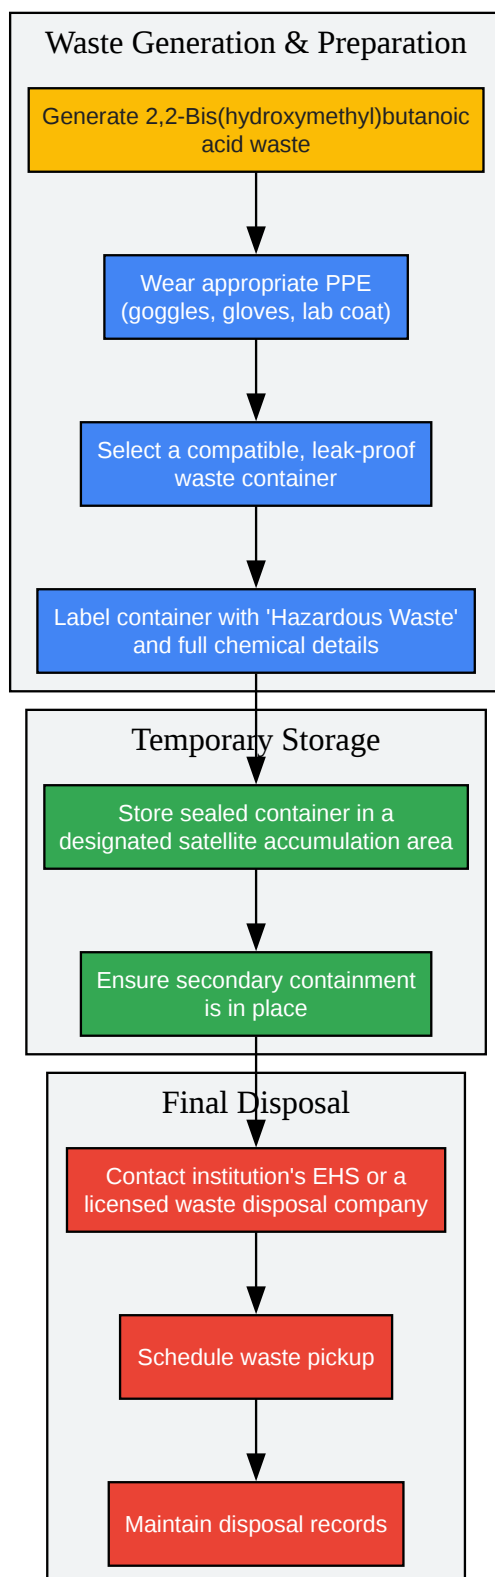 Waste Generation & Preparation
Generate 2,2-Bis(hydroxymethyl)butanoic
acid waste
Wear appropriate PPE
(goggles, gloves, lab coat)
Select a compatible, leak-proof
waste container
Label container with 'Hazardous Waste'
and full chemical details
Temporary Storage
Store sealed container in a
designated satellite accumulation area
Ensure secondary containment
is in place
Final Disposal
Contact institution's EHS or a
licensed waste disposal company
Schedule waste pickup
Maintain disposal records